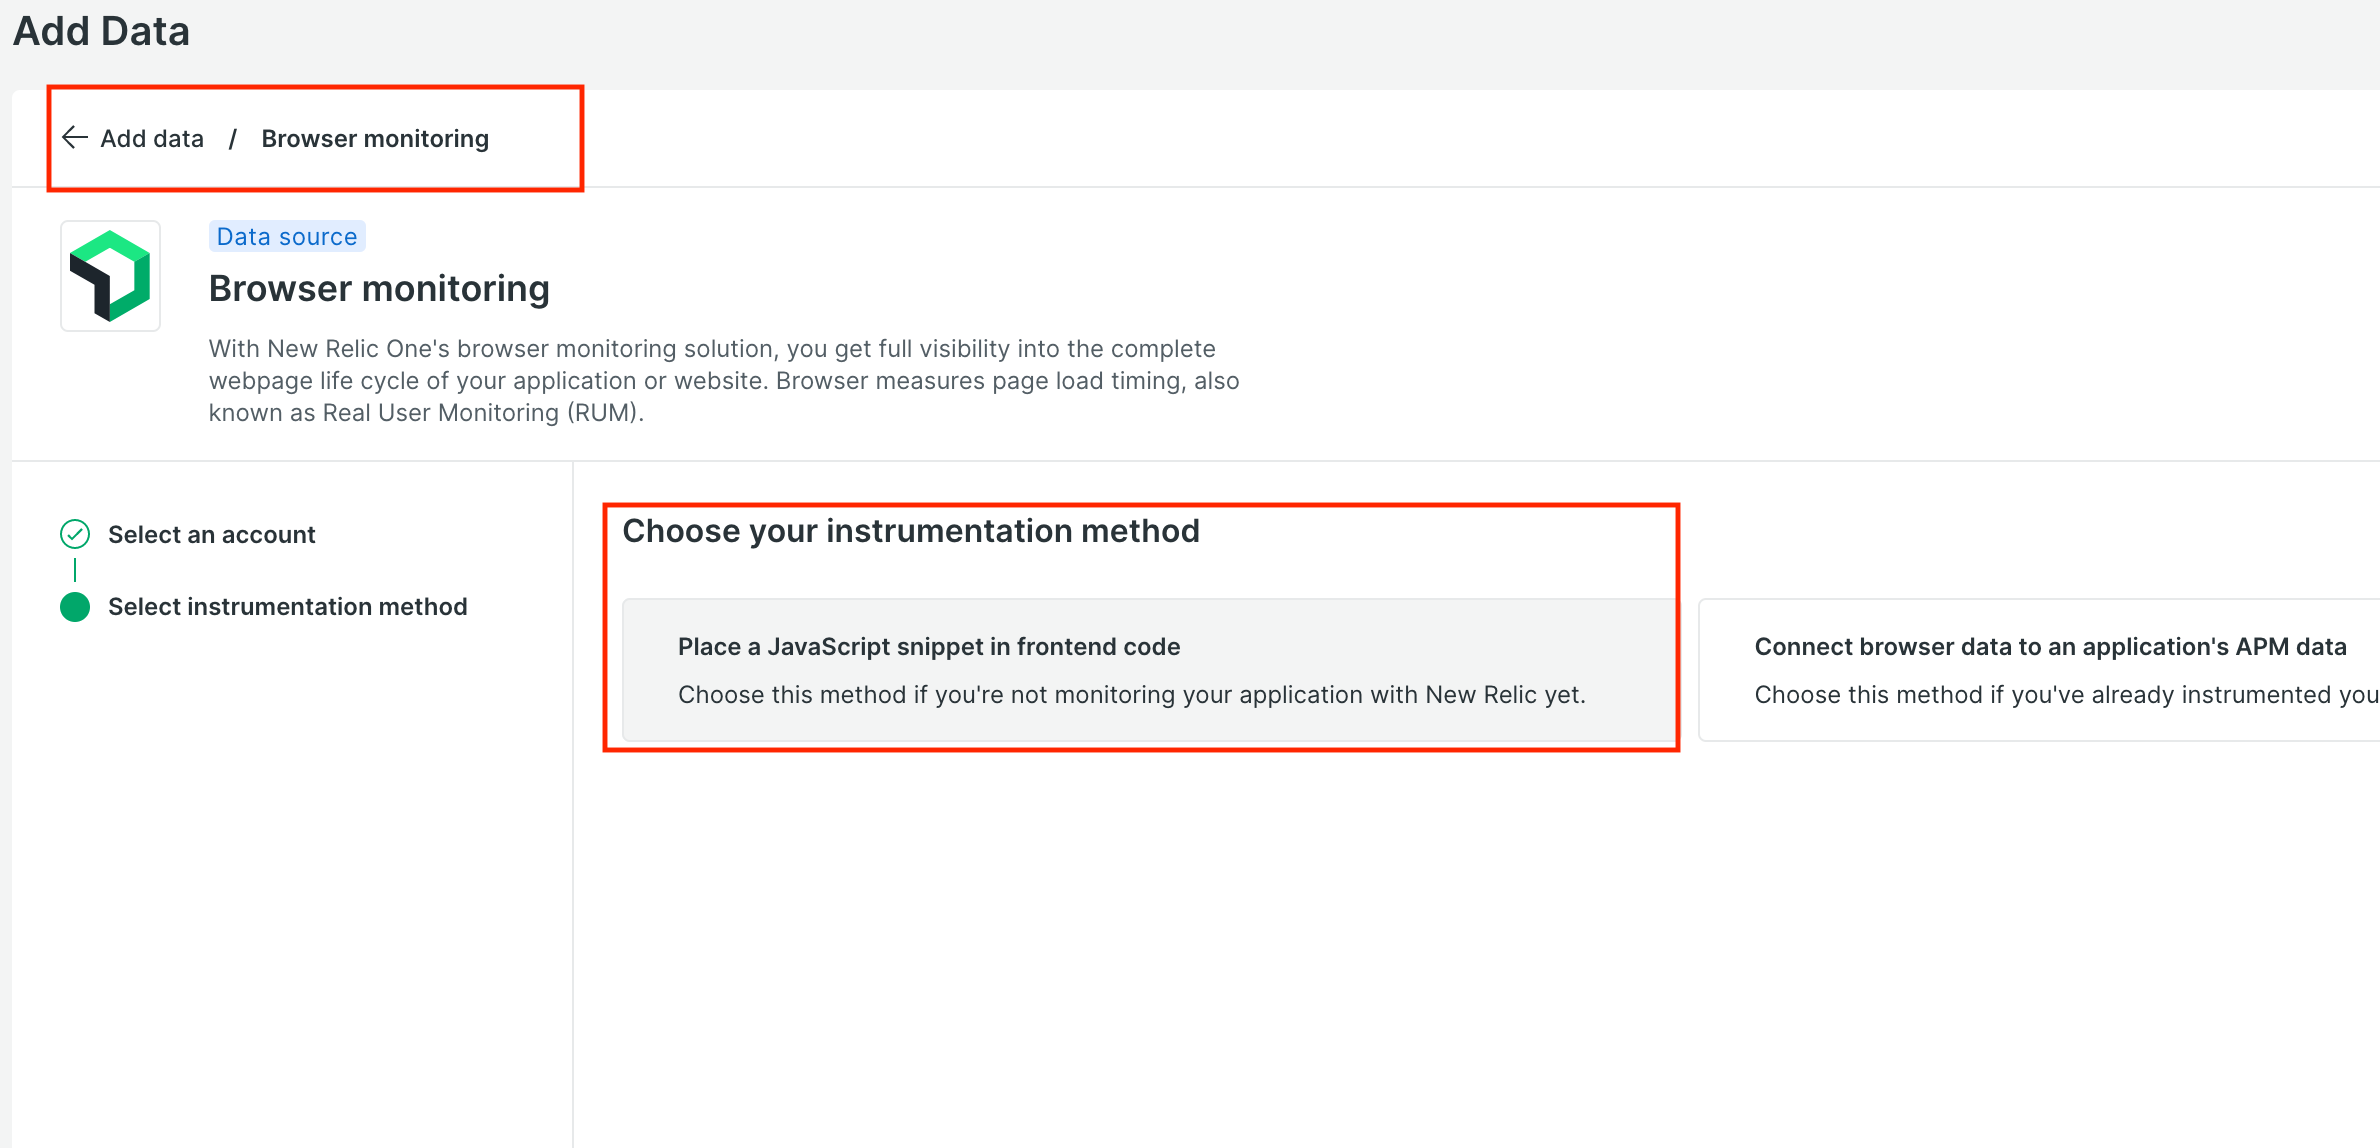 Add Data
Add data / Browser monitoring
Data source
Browser monitoring
With New Relic One's browser monitoring solution, you get full visibility into the complete
webpage life cycle of your application or website. Browser measures page load timing, also
known as Real User Monitoring (RUM).
Select an account
Select instrumentation method
Choose your instrumentation method
Place a JavaScript snippet in frontend code
Choose this method if you're not monitoring your application with New Relic yet.
Connect browser data to an application's APM data
Choose this method if you've already instrumented you